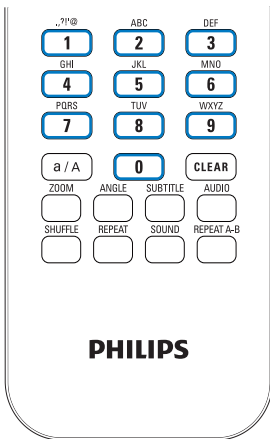 .,?!'@ ABC DEF
1 2 3
GHI JKL MNO
4 5 6
PQRS TUV WXYZ
7 8 9
a / A 0 CLEAR
ZOOM ANGLE SUBTITLE AUDIO
SHUFFLE REPEAT SOUND REPEAT A-B
PHILIPS